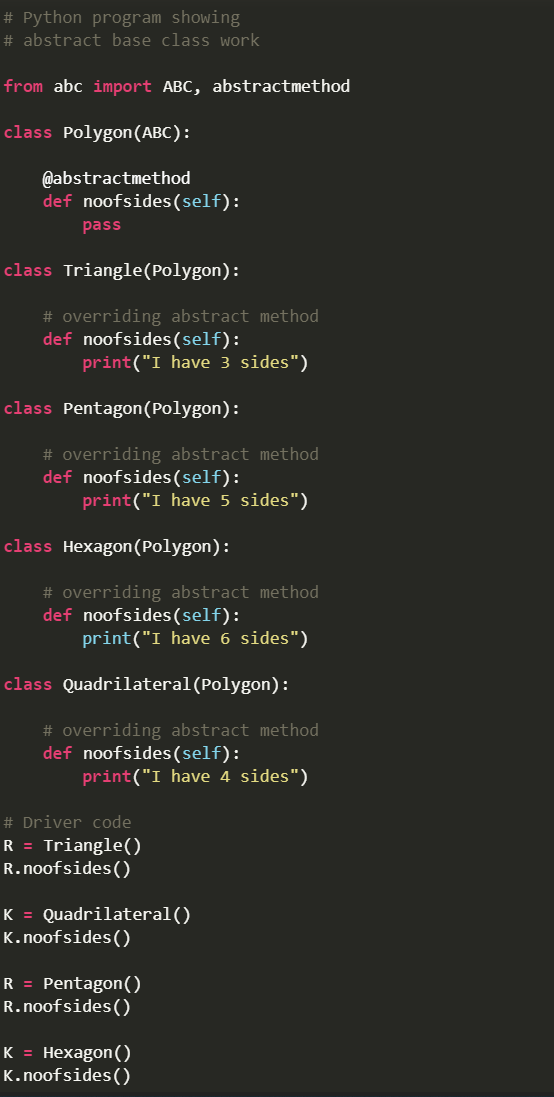 # Python program showing
# abstract base class work

from abc import ABC, abstractmethod

class Polygon(ABC):

    @abstractmethod
    def noofsides(self):
        pass

class Triangle(Polygon):

    # overriding abstract method
    def noofsides(self):
        print("I have 3 sides")

class Pentagon(Polygon):

    # overriding abstract method
    def noofsides(self):
        print("I have 5 sides")

class Hexagon(Polygon):

    # overriding abstract method
    def noofsides(self):
        print("I have 6 sides")

class Quadrilateral(Polygon):

    # overriding abstract method
    def noofsides(self):
        print("I have 4 sides")

# Driver code
R = Triangle()
R.noofsides()

K = Quadrilateral()
K.noofsides()

R = Pentagon()
R.noofsides()

K = Hexagon()
K.noofsides()